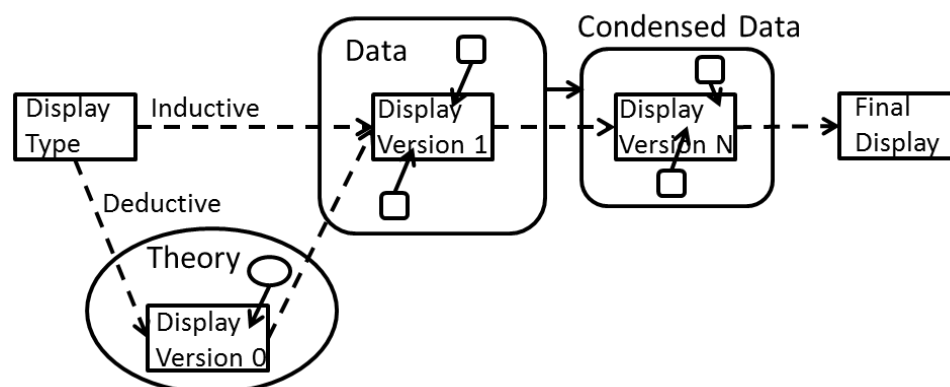 Condensed Data
Data
Display
Type
Inductive
Display
Version 1
Display
Version N
Final
Display
Deductive
Theory
Display
Version 0